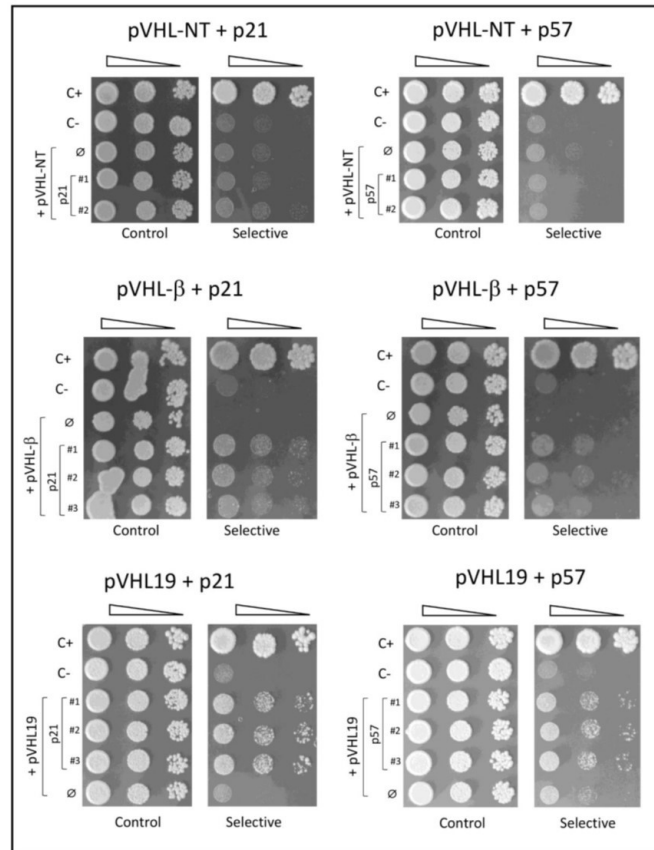 pVHL-NT + p21
pVHL-NT + p57
C+
C-
Ø
#1
#2
+ pVHL-NT
p21
Control
Selective
C+
C-
Ø
#1
#2
+ pVHL-NT
p57
Control
Selective
pVHL-β + p21
pVHL-β + p57
C+
C-
Ø
#1
#2
#3
+ pVHL-β
p21
Control
Selective
C+
C-
Ø
#1
#2
#3
+ pVHL-β
p57
Control
Selective
pVHL19 + p21
pVHL19 + p57
C+
C-
#1
#2
#3
Ø
+ pVHL19
p21
Control
Selective
C+
C-
#1
#2
#3
Ø
+ pVHL19
p57
Control
Selective